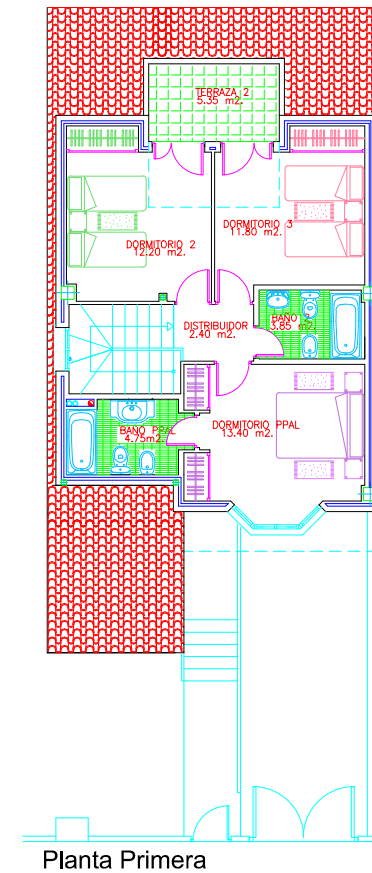 TERRAZA 2
5.35 m2.
DORMITORIO 2
12.20 m2.
DORMITORIO 3
11.80 m2.
DISTRIBUIDOR
2.40 m2.
BAÑO 2
3.85 m2.
BAÑO PPAL
4.75m2.
DORMITORIO PPAL
13.40 m2.
Planta Primera